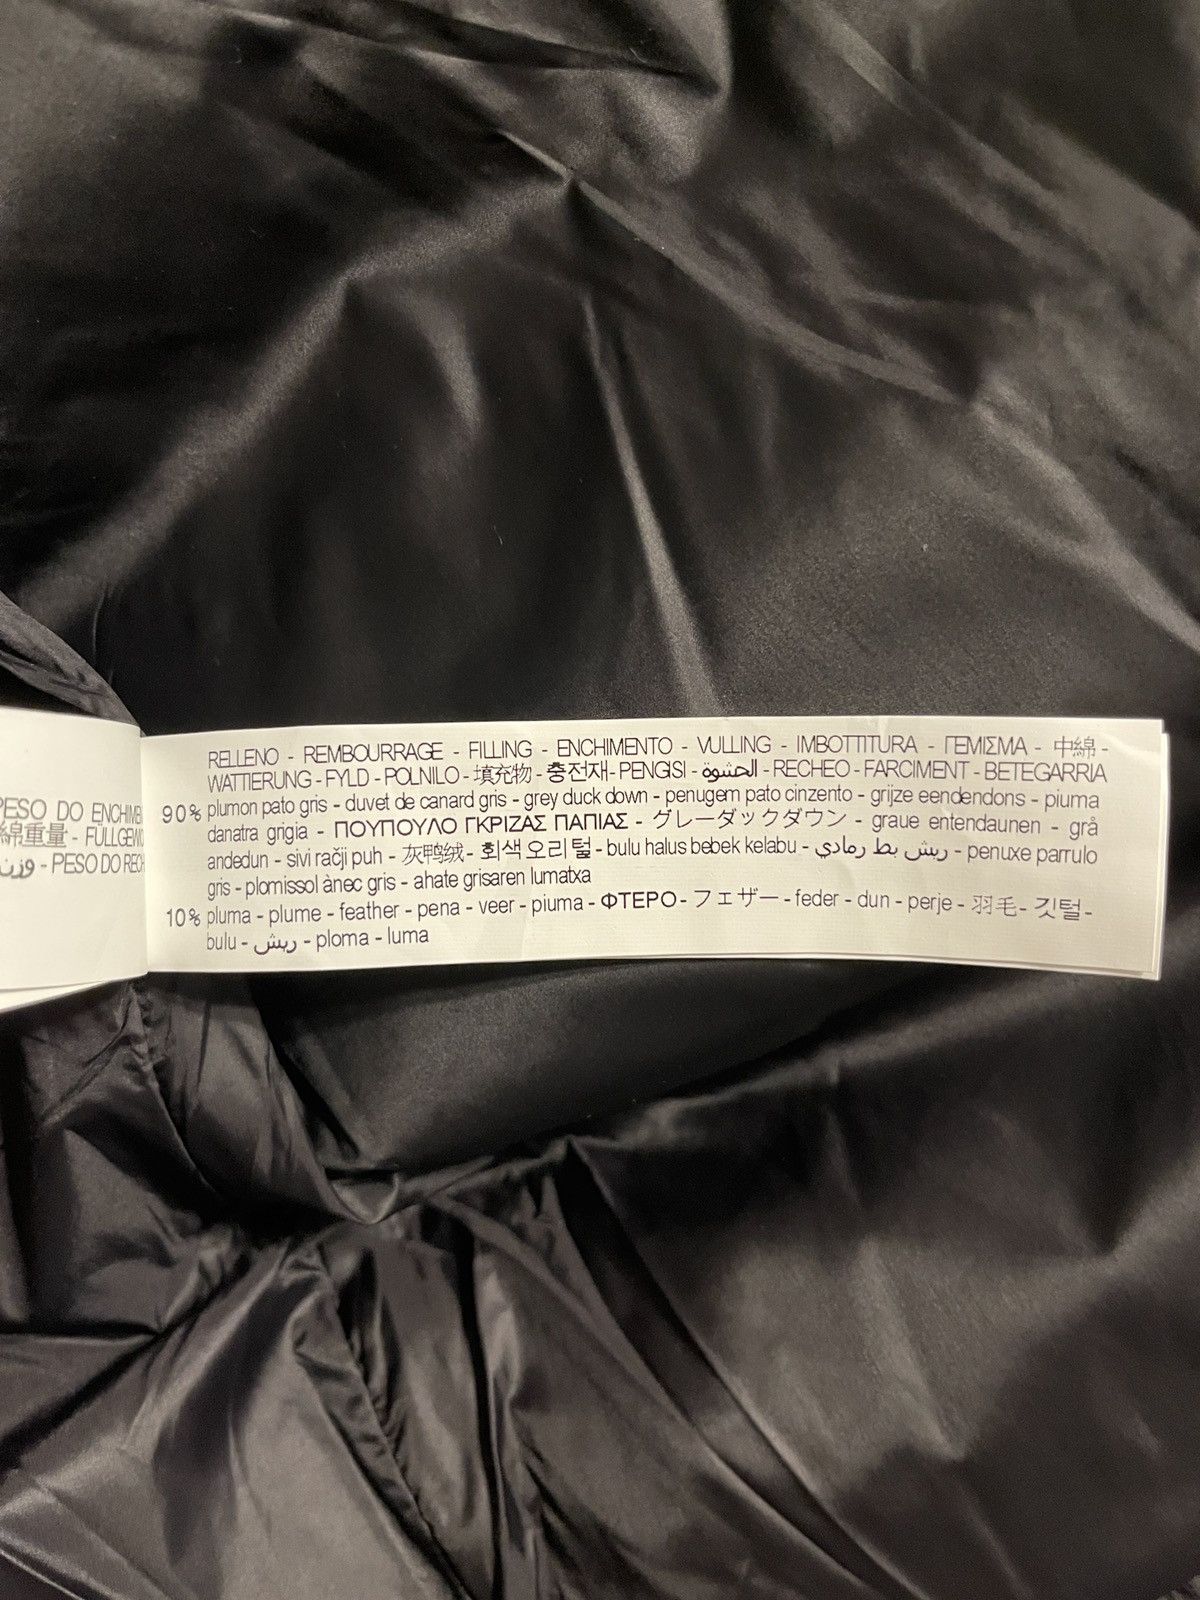 PESO DO ENCHIM
綿重量 - FÜLLGEW
وزن - PESO DO RECH
RELLENO - REMBOURRAGE - FILLING - ENCHIMENTO - VULLING - IMBOTTITURA - ΓΕΜΙΣΜΑ - 中綿 -
WATTIERUNG - FYLD - POLNILO - 填充物 - 충전재 - PENGISI - الحشوة - RECHEO - FARCIMENT - BETEGARRIA
90% plumon pato gris - duvet de canard gris - grey duck down - penugem pato cinzento - grijze eendendons - piuma
danatra grigia - ΠΟΥΠΟΥΛΟ ΓΚΡΙΖΑΣ ΠΑΠΙΑΣ - グレーダックダウン - graue entendaunen - grå
andedun - sivi račji puh - 灰鸭绒 - 회색 오리 털 - bulu halus bebek kelabu - ريش بط رمادي - penuxe parrulo
gris - plomissol ànec gris - ahate grisaren lumatxa
10% pluma - plume - feather - pena - veer - piuma - ΦΤΕΡΟ - フェザー - feder - dun - perje - 羽毛 - 깃털 -
bulu - ريش - ploma - luma